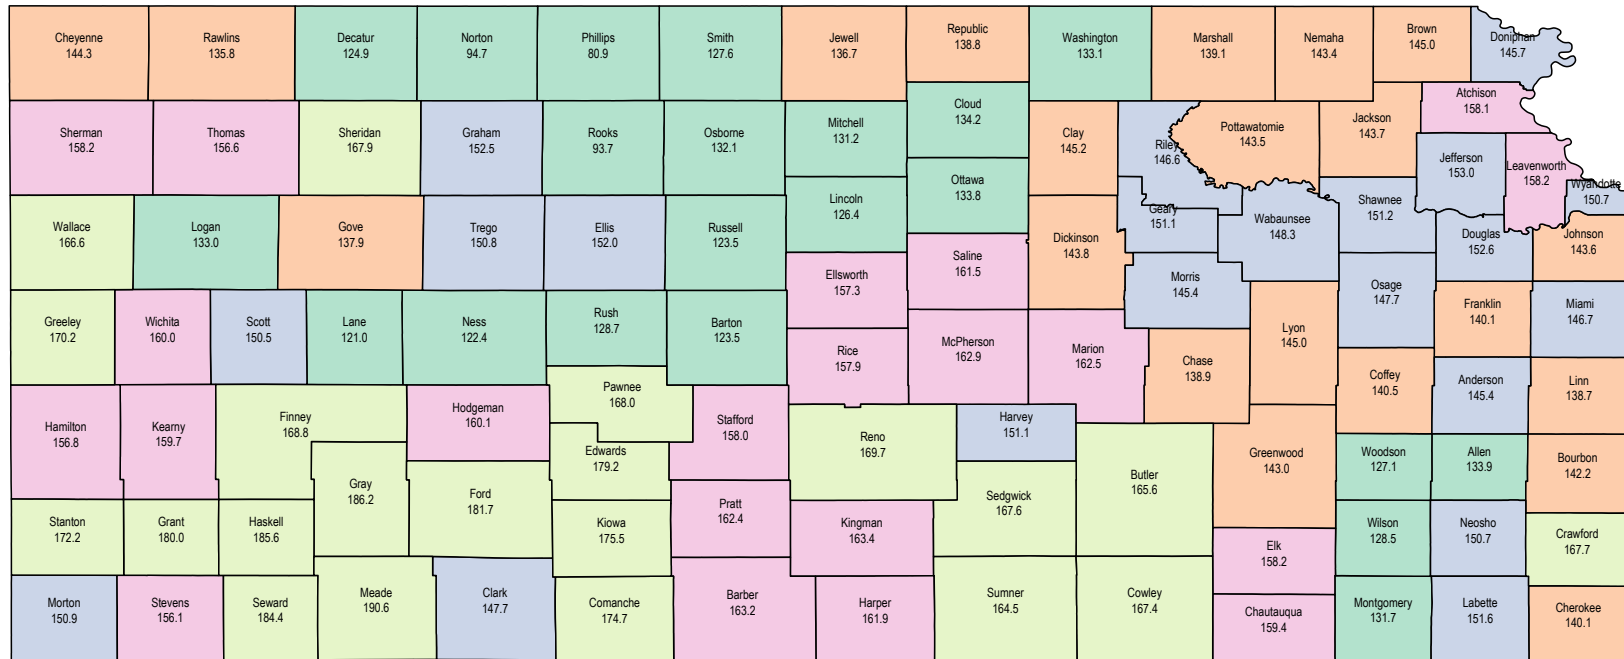 Cheyenne
144.3
Rawlins
135.8
Decatur
124.9
Norton
94.7
Phillips
80.9
Smith
127.6
Jewell
136.7
Republic
138.8
Washington
133.1
Marshall
139.1
Nemaha
143.4
Brown
145.0
Doniphan
145.7
Sherman
158.2
Thomas
156.6
Sheridan
167.9
Graham
152.5
Rooks
93.7
Osborne
132.1
Mitchell
131.2
Cloud
134.2
Clay
145.2
Riley
146.6
Pottawatomie
143.5
Jackson
143.7
Atchison
158.1
Jefferson
153.0
Leavenworth
158.2
Wyandotte
150.7
Wallace
166.6
Logan
133.0
Gove
137.9
Trego
150.8
Ellis
152.0
Russell
123.5
Lincoln
126.4
Ottawa
133.8
Dickinson
143.8
Geary
151.1
Wabaunsee
148.3
Shawnee
151.2
Douglas
152.6
Johnson
143.6
Ellsworth
157.3
Saline
161.5
Morris
145.4
Osage
147.7
Franklin
140.1
Miami
146.7
Greeley
170.2
Wichita
160.0
Scott
150.5
Lane
121.0
Ness
122.4
Rush
128.7
Barton
123.5
Rice
157.9
McPherson
162.9
Marion
162.5
Chase
138.9
Lyon
145.0
Coffey
140.5
Anderson
145.4
Linn
138.7
Hamilton
156.8
Kearny
159.7
Finney
168.8
Hodgeman
160.1
Pawnee
168.0
Stafford
158.0
Reno
169.7
Harvey
151.1
Butler
165.6
Greenwood
143.0
Woodson
127.1
Allen
133.9
Bourbon
142.2
Gray
186.2
Ford
181.7
Edwards
179.2
Pratt
162.4
Kingman
163.4
Sedgwick
167.6
Stanton
172.2
Grant
180.0
Haskell
185.6
Kiowa
175.5
Elk
158.2
Wilson
128.5
Neosho
150.7
Crawford
167.7
Morton
150.9
Stevens
156.1
Seward
184.4
Meade
190.6
Clark
147.7
Comanche
174.7
Barber
163.2
Harper
161.9
Sumner
164.5
Cowley
167.4
Chautauqua
159.4
Montgomery
131.7
Labette
151.6
Cherokee
140.1